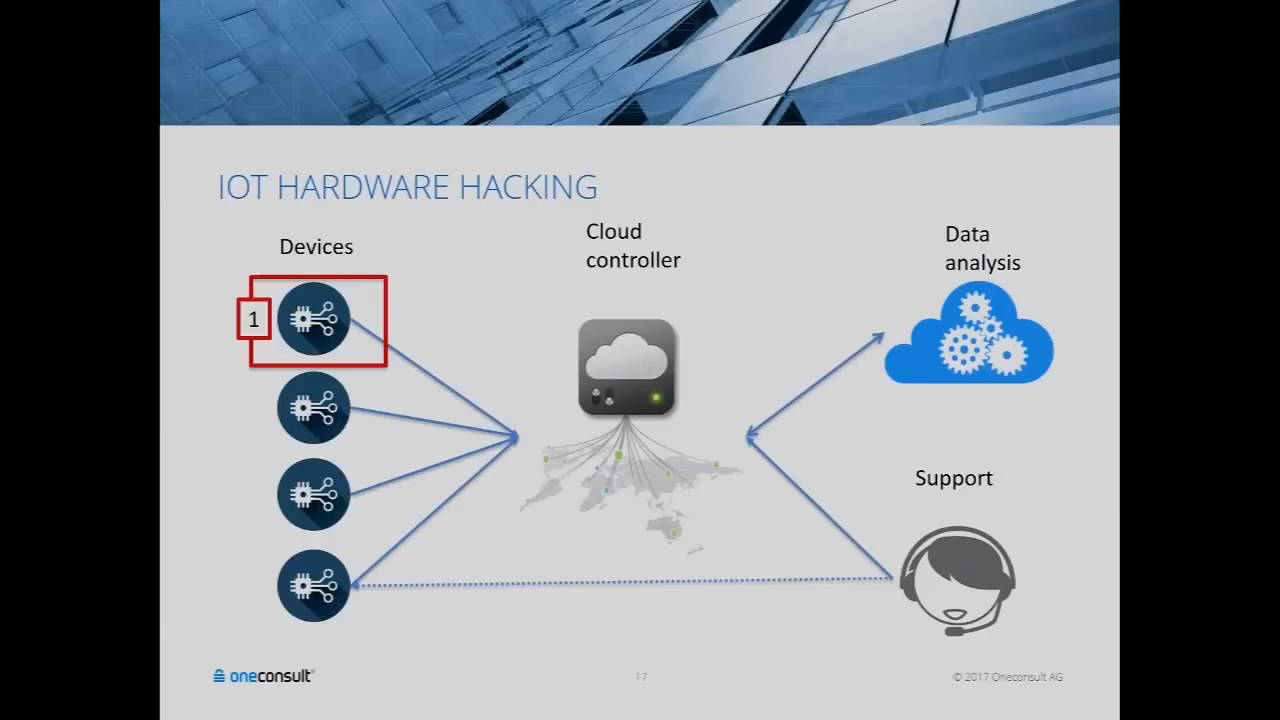 IOT HARDWARE HACKING
Devices
Cloud
controller
Data
analysis
1
Support
oneconsult®
17
© 2017 Oneconsult AG